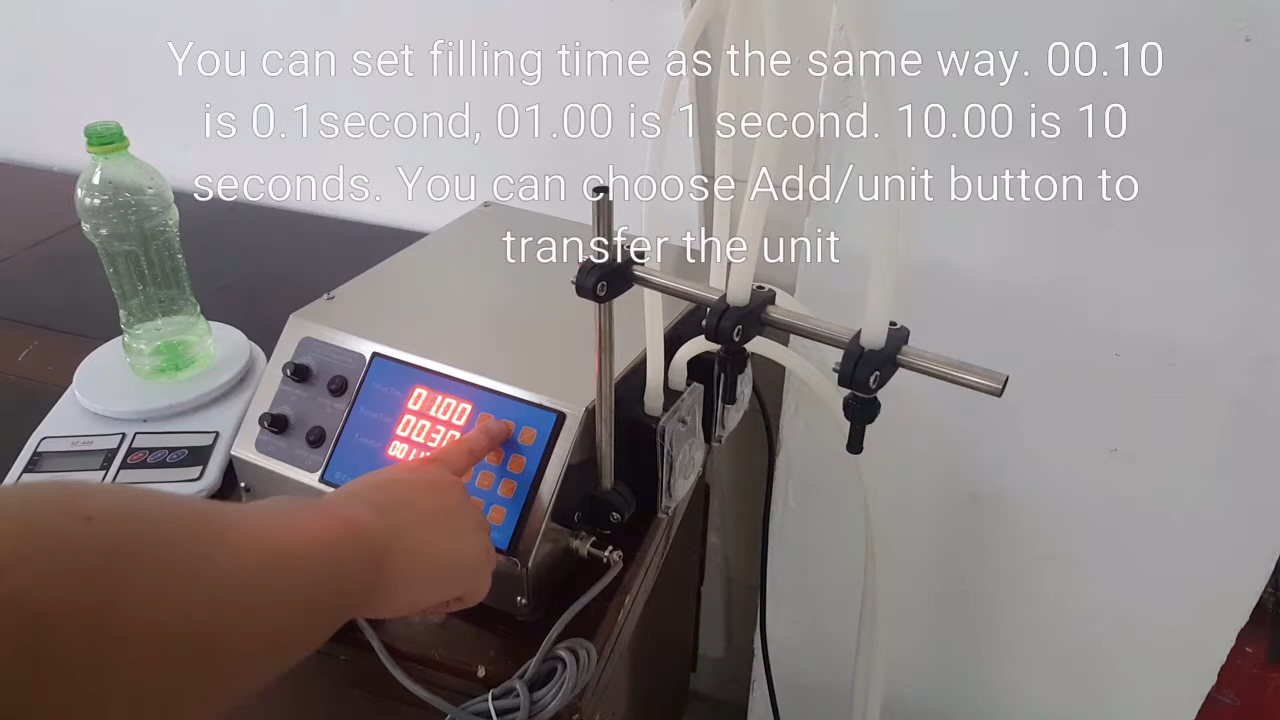 You can set filling time as the same way. 00.10
is 0.1second, 01.00 is 1 second. 10.00 is 10
seconds. You can choose Add/unit button to
transfer the unit
01.00
00.30